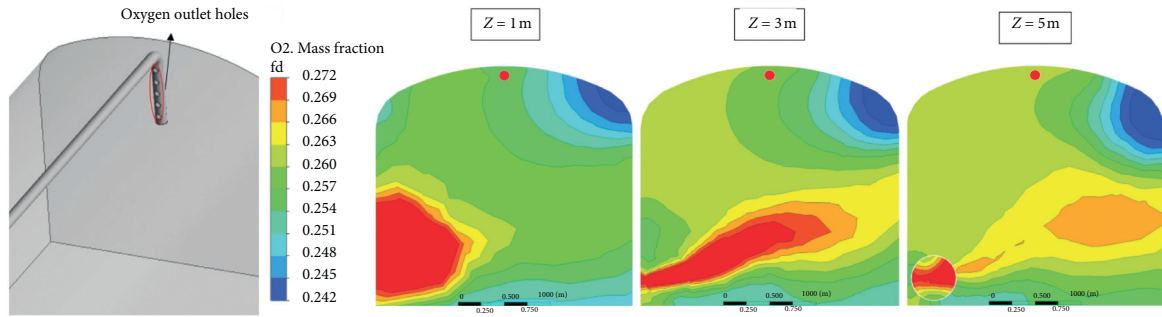 Oxygen outlet holes
O2. Mass fraction
fd
0.272
0.269
0.266
0.263
0.260
0.257
0.254
0.251
0.248
0.245
0.242
Z = 1 m
0 0.500 1000 (m)
0.250 0.750
Z = 3 m
0 0.500 1000 (m)
0.250 0.750
Z = 5 m
0 0.500 1000 (m)
0.250 0.750